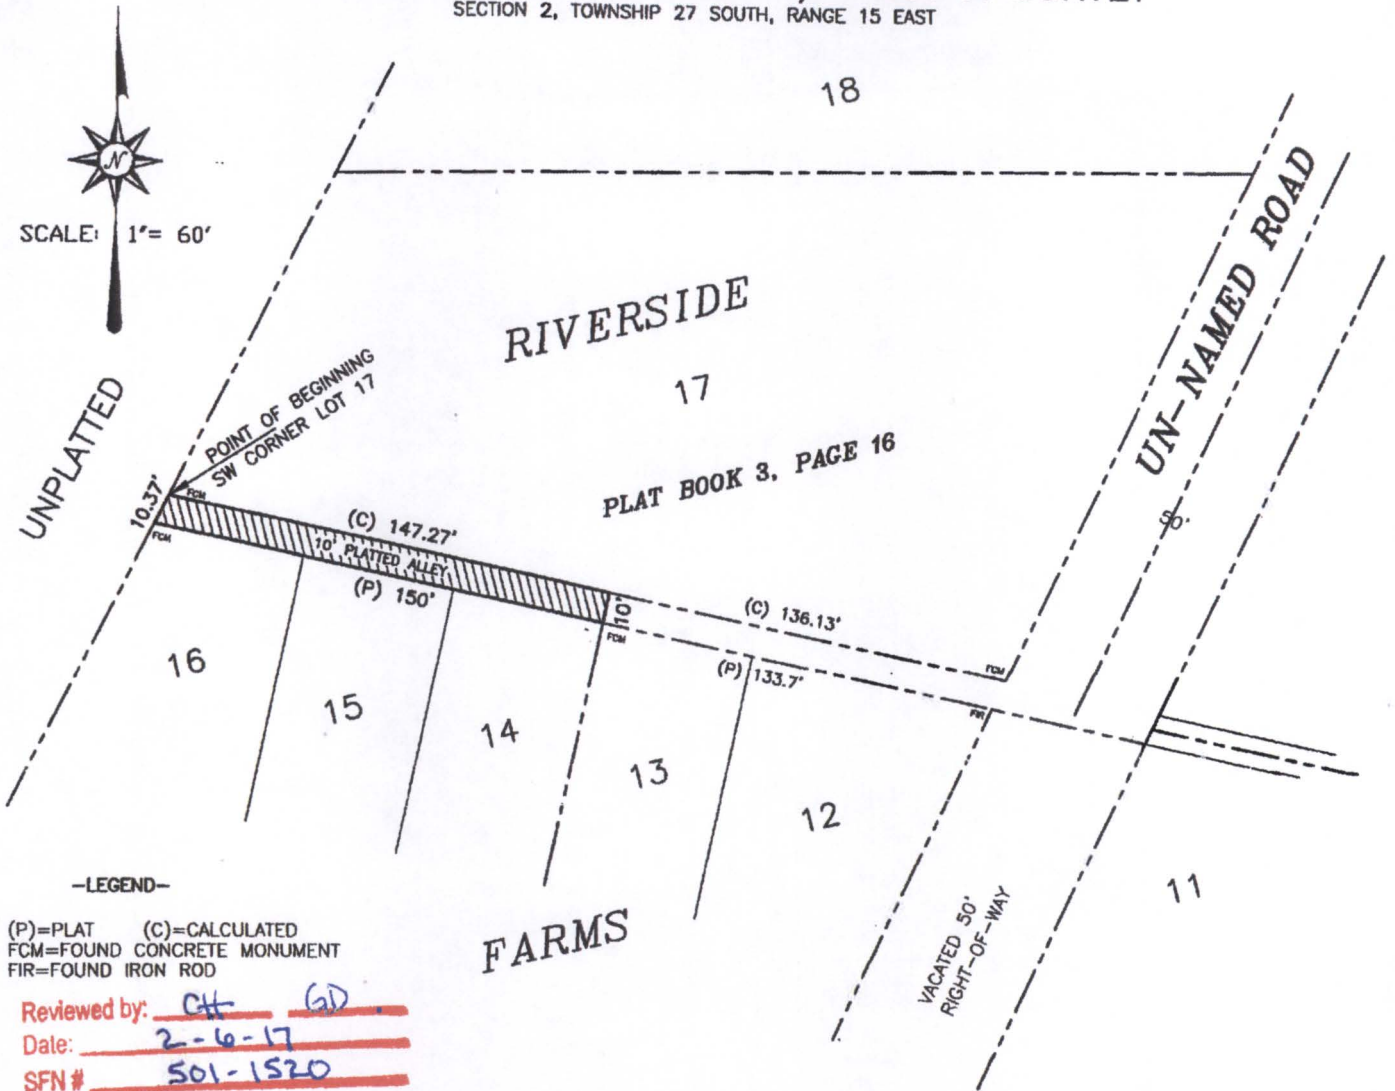 SECTION 2, TOWNSHIP 27 SOUTH, RANGE 15 EAST
18
N
SCALE: 1"= 60'
UN-NAMED ROAD
RIVERSIDE
17
POINT OF BEGINNING
SW CORNER LOT 17
UNPLATTED
PLAT BOOK 3, PAGE 16
10.37'
FCM
FCM
(C) 147.27'
10' PLATTED ALLEY
(P) 150'
10'
FCM
(C) 136.13'
FCM
(P) 133.7'
FIR
16
15
14
13
12
11
VACATED 50'
RIGHT-OF-WAY
FARMS
-LEGEND-
(P)=PLAT (C)=CALCULATED
FCM=FOUND CONCRETE MONUMENT
FIR=FOUND IRON ROD
Reviewed by: CH GD
Date: 2-6-17
SFN # 501-1520